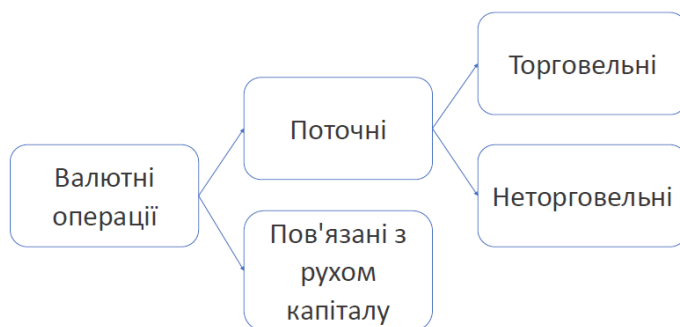 Валютні
операції
Поточні
Пов'язані з
рухом
капіталу
Торговельні
Неторговельні